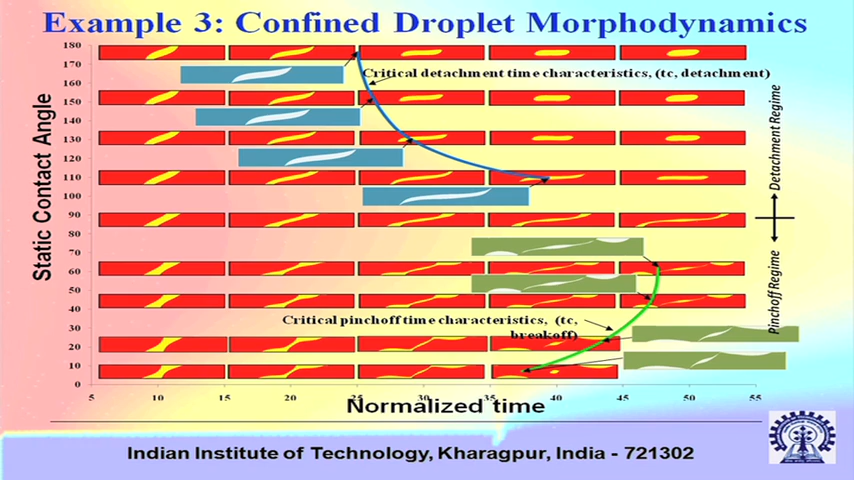 Example 3: Confined Droplet Morphodynamics
180
170
160
150
140
130
120
110
100
90
80
70
60
50
40
30
20
10
0
Static Contact Angle
Critical detachment time characteristics, (tc, detachment)
Detachment Regime
Pinchoff Regime
Critical pinchoff time characteristics, (tc,
breakoff)
5 10 15 20 25 30 35 40 45 50 55
Normalized time
Indian Institute of Technology, Kharagpur, India - 721302